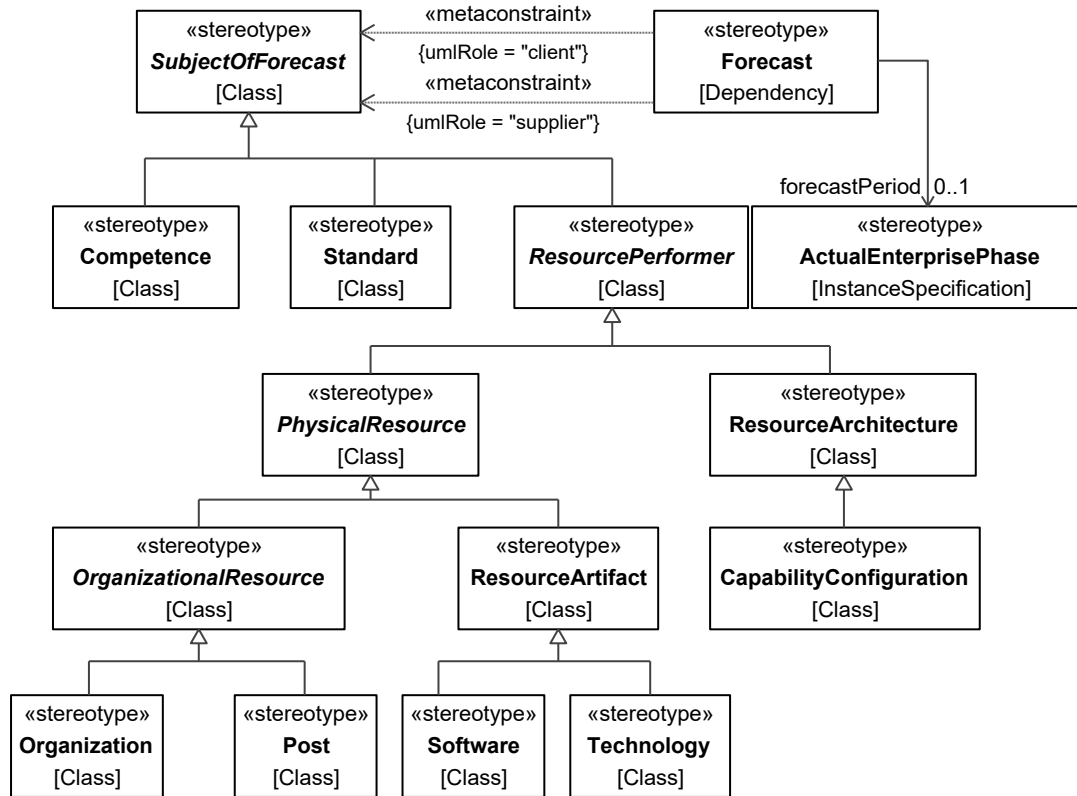 «stereotype»
SubjectOfForecast
[Class]
«metaconstraint»
{umlRole = "client"}
«metaconstraint»
{umlRole = "supplier"}
«stereotype»
Forecast
[Dependency]
forecastPeriod 0..1
«stereotype»
Competence
[Class]
«stereotype»
Standard
[Class]
«stereotype»
ResourcePerformer
[Class]
«stereotype»
ActualEnterprisePhase
[InstanceSpecification]
«stereotype»
PhysicalResource
[Class]
«stereotype»
ResourceArchitecture
[Class]
«stereotype»
OrganizationalResource
[Class]
«stereotype»
ResourceArtifact
[Class]
«stereotype»
CapabilityConfiguration
[Class]
«stereotype»
Organization
[Class]
«stereotype»
Post
[Class]
«stereotype»
Software
[Class]
«stereotype»
Technology
[Class]